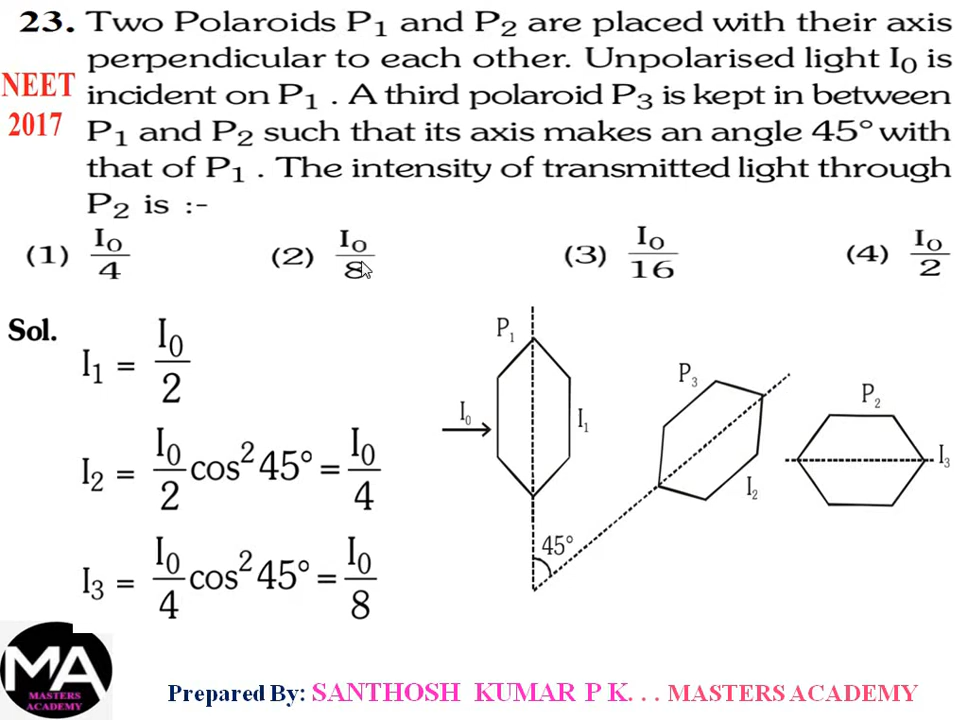 23. Two Polaroids P₁ and P₂ are placed with their axis
perpendicular to each other. Unpolarised light I₀ is
incident on P₁ . A third polaroid P₃ is kept in between
P₁ and P₂ such that its axis makes an angle 45° with
that of P₁ . The intensity of transmitted light through
P₂ is :-
NEET
2017
(1) I₀/4 (2) I₀/8 (3) I₀/16 (4) I₀/2
Sol.
I₁ = I₀/2
I₂ = I₀/2 cos²45° = I₀/4
I₃ = I₀/4 cos²45° = I₀/8
P₁
I₀
I₁
45°
P₃
I₂
P₂
I₃
MA
MASTERS
ACADEMY
Prepared By: SANTHOSH KUMAR P K. . . MASTERS ACADEMY